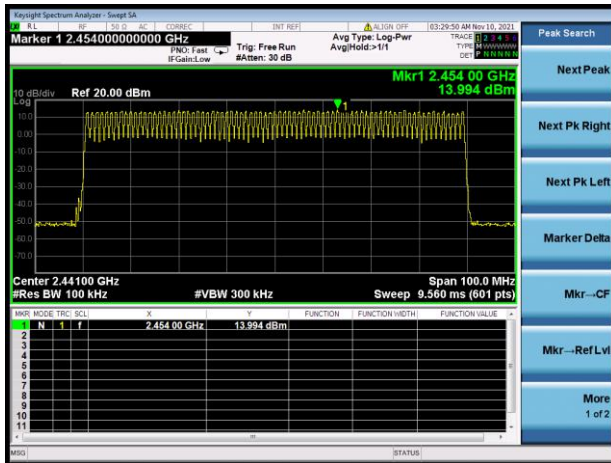 Keysight Spectrum Analyzer - Swept SA
RL RF 50 Ω AC CORREC INT REF ALIGN OFF 03:29:50 AM Nov 10, 2021
Marker 1 2.454000000000 GHz
PNO: Fast
IFGain:Low
Trig: Free Run
#Atten: 30 dB
Avg Type: Log-Pwr
Avg|Hold:>1/1
TRACE 1 2 3 4 5 6
TYPE M W W W W W
DET P N N N N N
Peak Search
Mkr1 2.454 00 GHz
13.994 dBm
10 dB/div Ref 20.00 dBm
Log
1
10.0
0.00
-10.0
-20.0
-30.0
-40.0
-50.0
-60.0
-70.0
Center 2.44100 GHz
Span 100.0 MHz
#Res BW 100 kHz
#VBW 300 kHz
Sweep 9.560 ms (601 pts)
MKR MODE TRC SCL X Y FUNCTION FUNCTION WIDTH FUNCTION VALUE
1 N 1 f 2.454 00 GHz 13.994 dBm
2
3
4
5
6
7
8
9
10
11
MSG STATUS
Next Peak
Next Pk Right
Next Pk Left
Marker Delta
Mkr→CF
Mkr→Ref Lvl
More
1 of 2